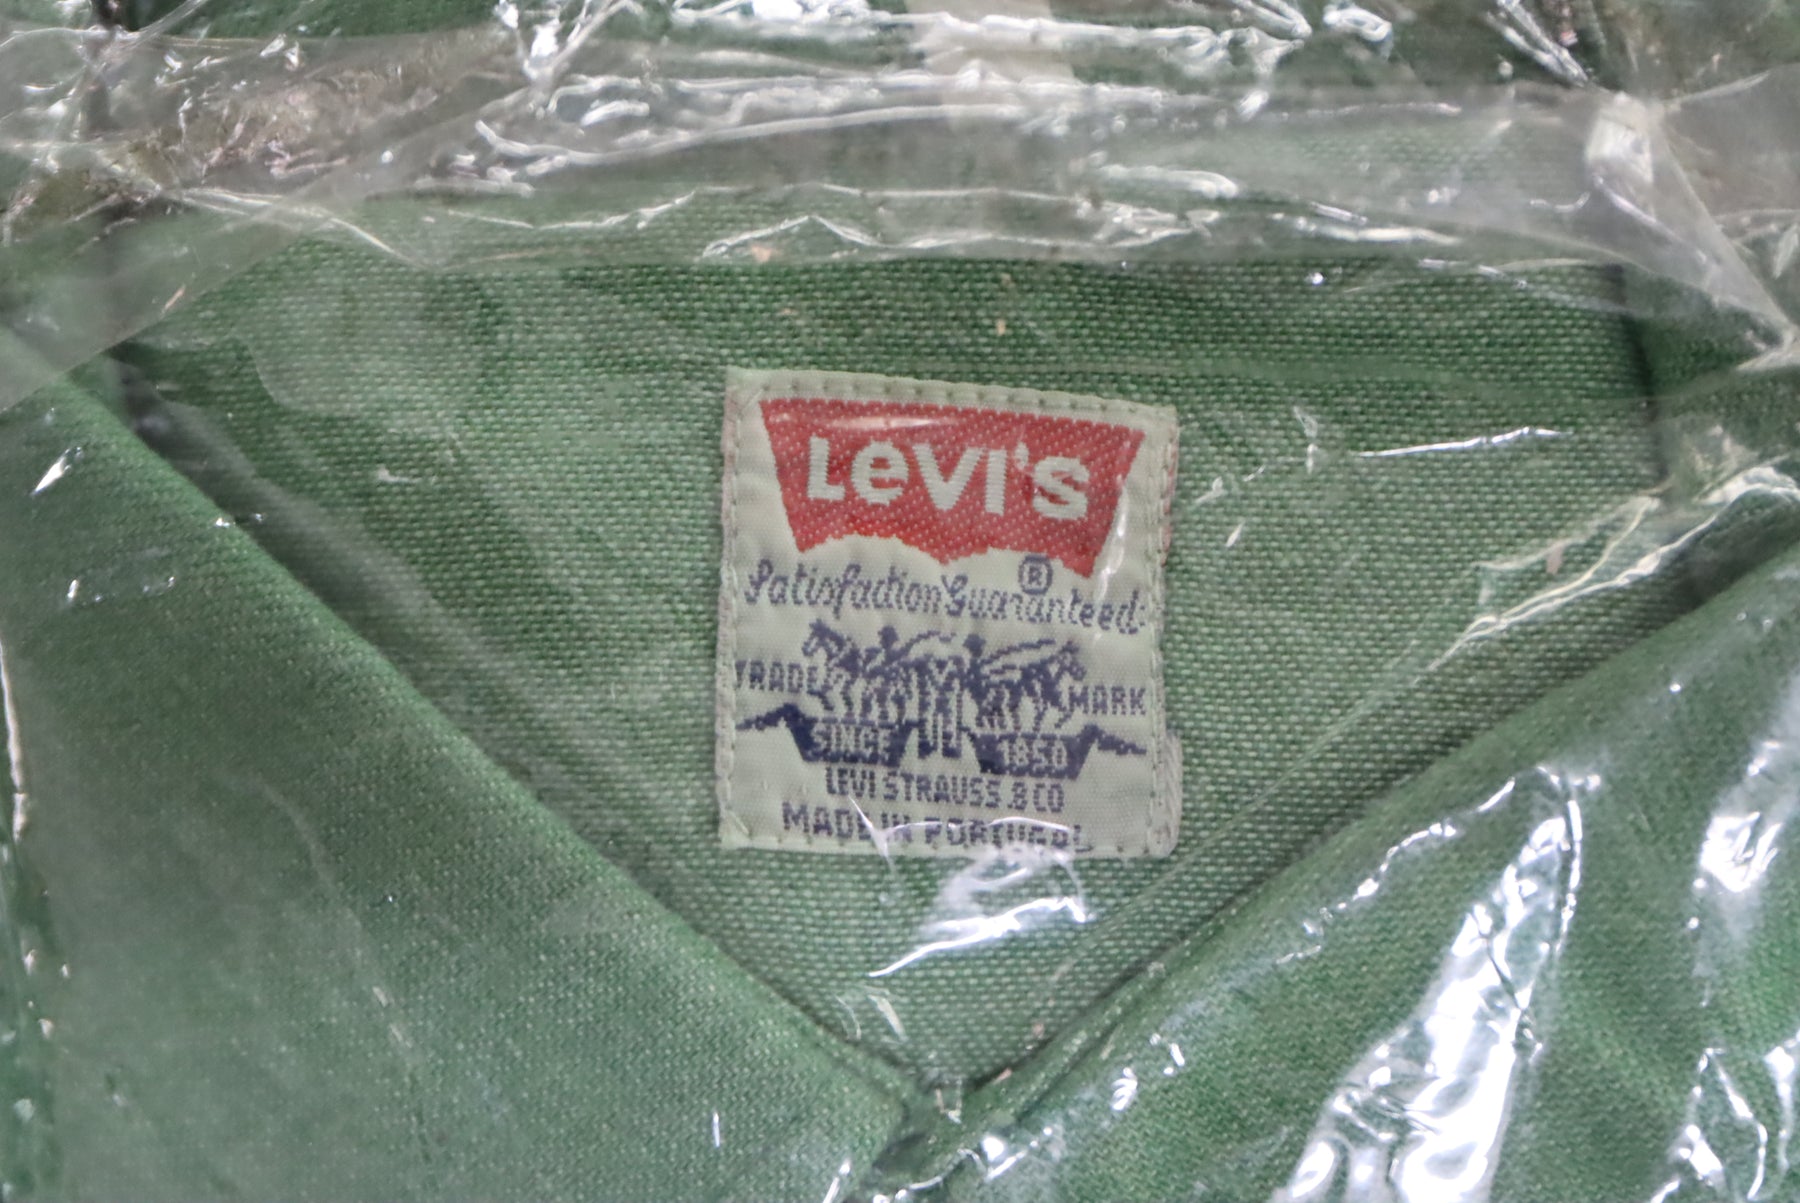 LEVI'S
®
Satisfaction Guaranteed
TRADE MARK
SINCE 1850
LEVI STRAUSS & CO
MADE IN PORTUGAL